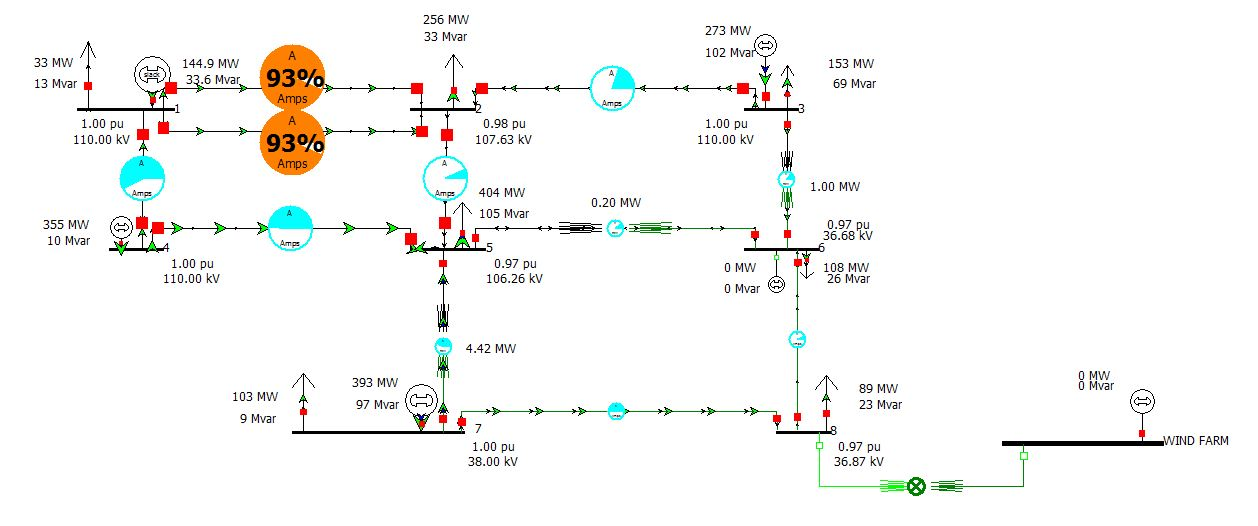 256 MW
33 Mvar
273 MW
102 Mvar
33 MW
13 Mvar
slack
144.9 MW
33.6 Mvar
A
93%
Amps
A
Amps
153 MW
69 Mvar
1
2
3
1.00 pu
110.00 kV
A
93%
Amps
0.98 pu
107.63 kV
1.00 pu
110.00 kV
A
Amps
A
Amps
1.00 MW
404 MW
105 Mvar
0.20 MW
355 MW
10 Mvar
A
Amps
0.97 pu
36.68 kV
4
5
6
1.00 pu
110.00 kV
0.97 pu
106.26 kV
0 MW
0 Mvar
108 MW
26 Mvar
4.42 MW
103 MW
9 Mvar
393 MW
97 Mvar
89 MW
23 Mvar
0 MW
0 Mvar
7
8
1.00 pu
38.00 kV
0.97 pu
36.87 kV
WIND FARM